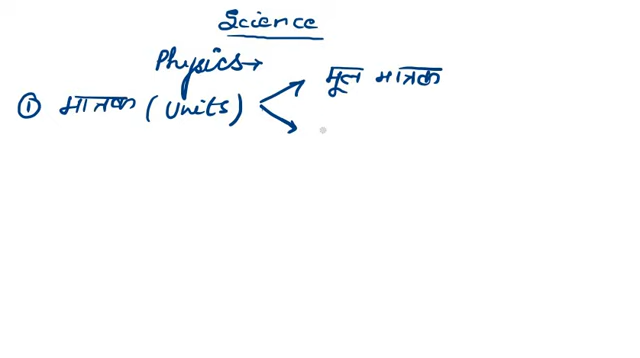 Science
Physics→
मूल मात्रक
① मात्रक (Units)